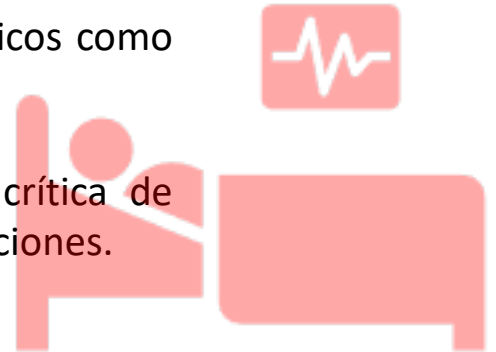 icos como
crítica de
ciones.